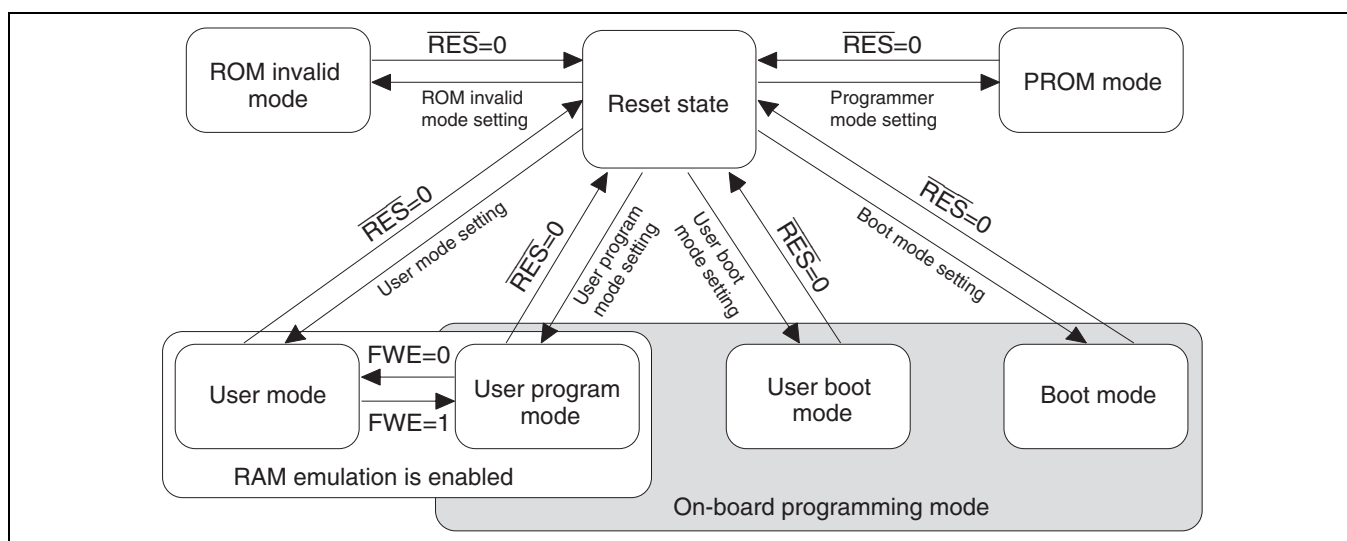 RES=0
RES=0
ROM invalid
mode
Reset state
PROM mode
ROM invalid
mode setting
Programmer
mode setting
RES=0
User mode setting
RES=0
User program
mode setting
User boot
mode setting
RES=0
Boot mode setting
RES=0
FWE=0
User mode
User program
mode
User boot
mode
Boot mode
FWE=1
RAM emulation is enabled
On-board programming mode